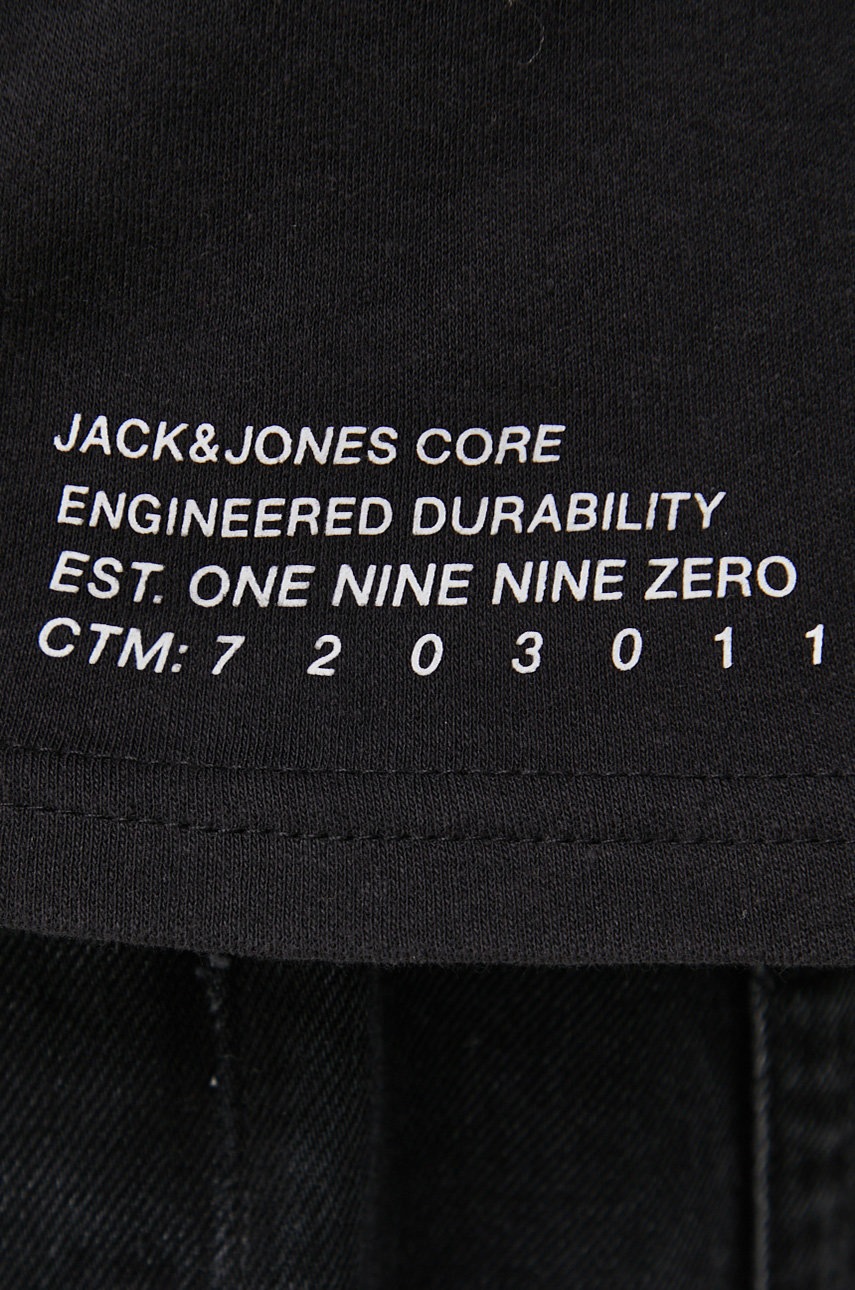 JACK&JONES CORE
ENGINEERED DURABILITY
EST. ONE NINE NINE ZERO
CTM: 7 2 0 3 0 1 1